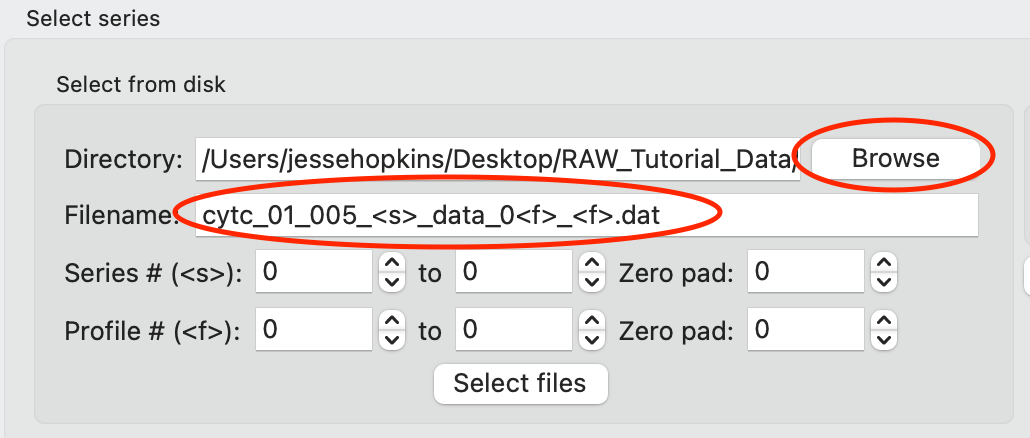 Select series
Select from disk
Directory: /Users/jessehopkins/Desktop/RAW_Tutorial_Data/ Browse
Filename: cytc_01_005_<s>_data_0<f>_<f>.dat
Series # (<s>): 0 to 0 Zero pad: 0
Profile # (<f>): 0 to 0 Zero pad: 0
Select files